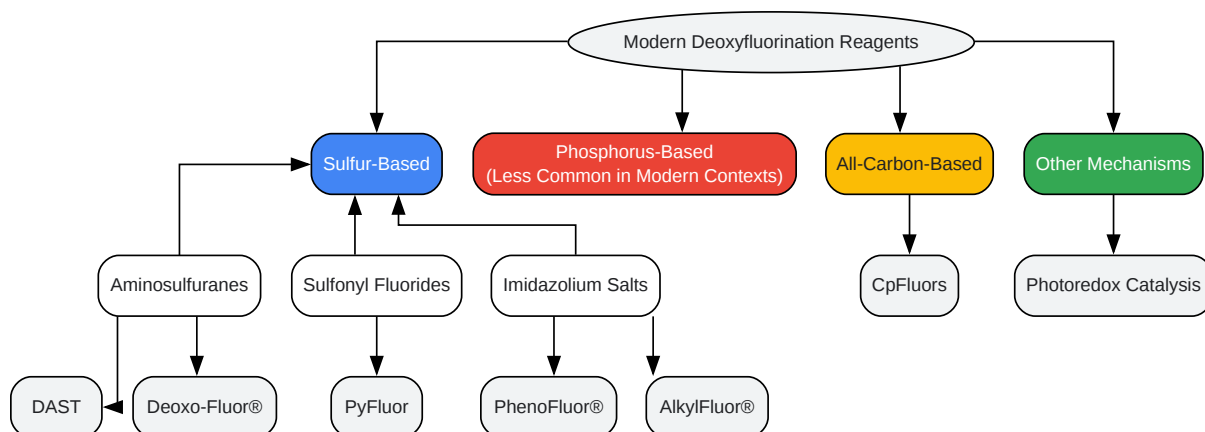 Modern Deoxyfluorination Reagents
Sulfur-Based
Phosphorus-Based
(Less Common in Modern Contexts)
All-Carbon-Based
Other Mechanisms
Aminosulfuranes
Sulfonyl Fluorides
Imidazolium Salts
CpFluors
Photoredox Catalysis
DAST
Deoxo-Fluor®
PyFluor
PhenoFluor®
AlkylFluor®